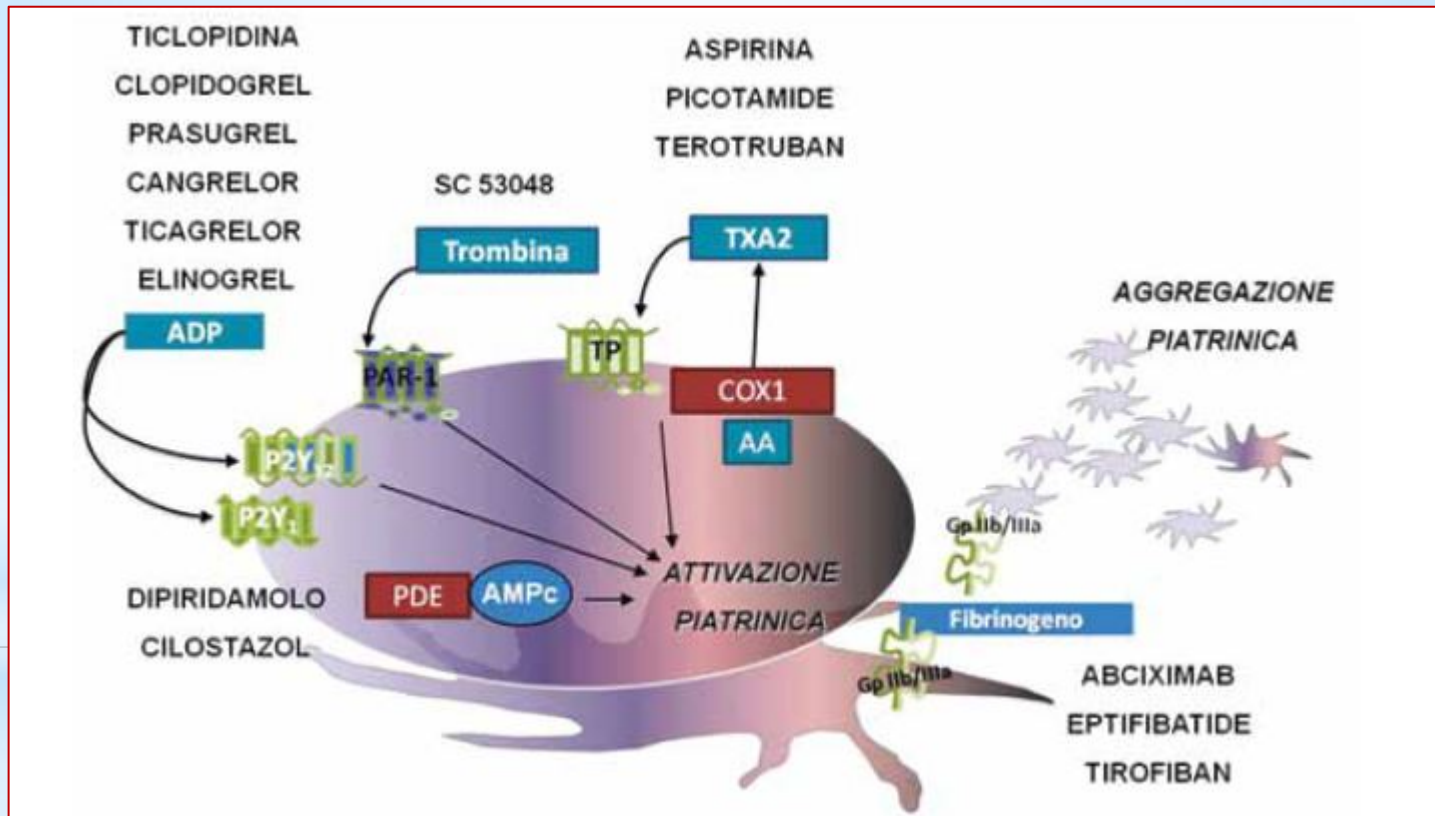 TICLOPIDINA
CLOPIDOGREL
PRASUGREL
CANGRELOR
TICAGRELOR
ELINOGREL
ADP
SC 53048
Trombina
ASPIRINA
PICOTAMIDE
TEROTRUBAN
TXA2
PAR-1
TP
COX1
AA
P2Y₁₂
P2Y₁
AGGREGAZIONE
PIATRINICA
Gp IIb/IIIa
DIPIRIDAMOLO
CILOSTAZOL
PDE
AMPc
ATTIVAZIONE
PIATRINICA
Fibrinogeno
Gp IIb/IIIa
ABCIXIMAB
EPTIFIBATIDE
TIROFIBAN